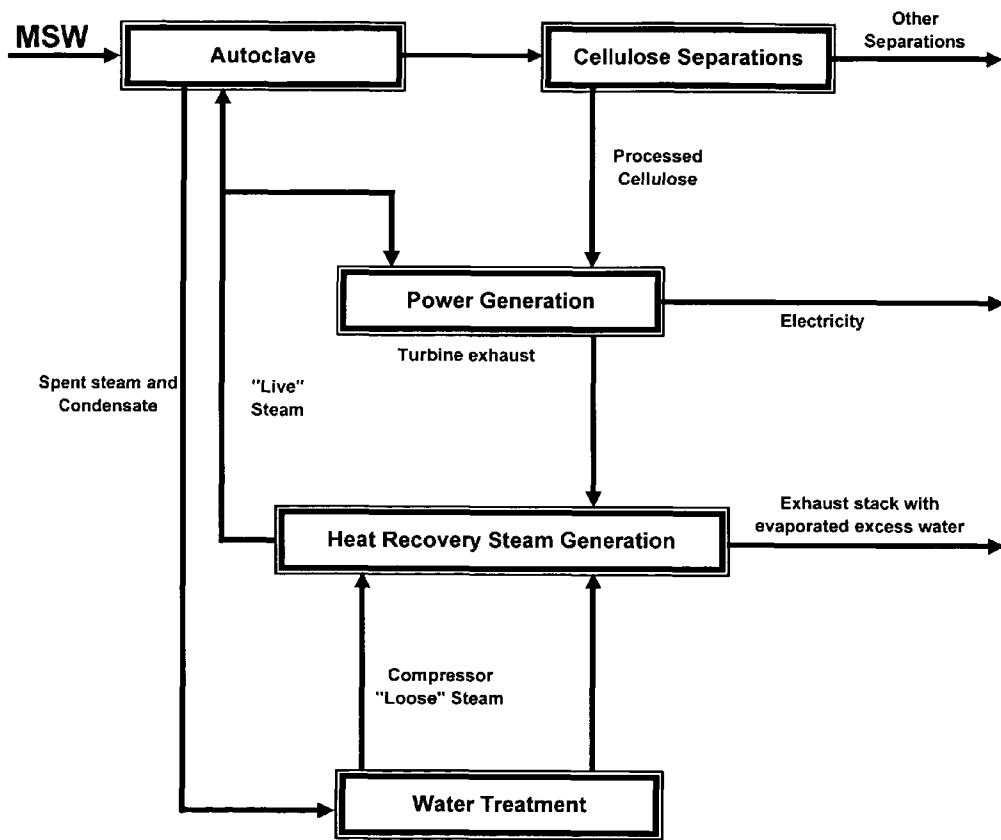 MSW
Autoclave
Cellulose Separations
Other
Separations
Processed
Cellulose
Power Generation
Electricity
Turbine exhaust
Spent steam and
Condensate
"Live"
Steam
Heat Recovery Steam Generation
Exhaust stack with
evaporated excess water
Compressor
"Loose" Steam
Water Treatment